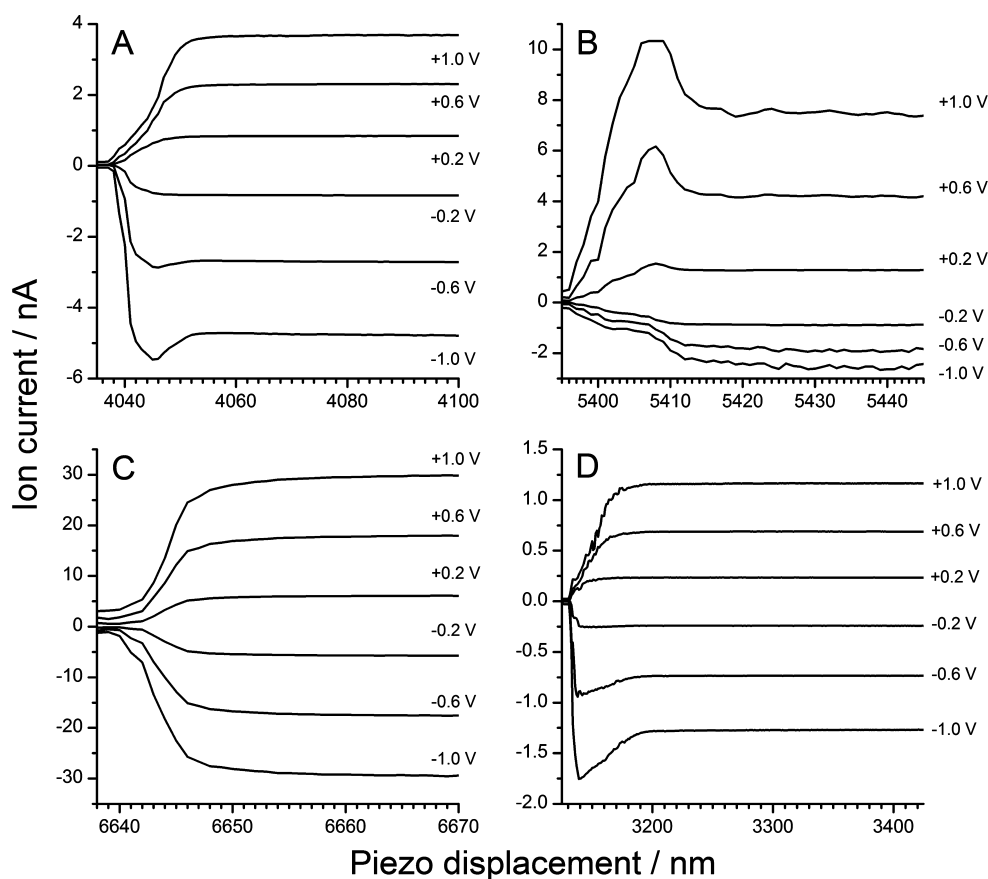 Ion current / nA
A
4
2
0
-2
-4
-6
+1.0 V
+0.6 V
+0.2 V
-0.2 V
-0.6 V
-1.0 V
4040 4060 4080 4100
B
10
8
6
4
2
0
-2
+1.0 V
+0.6 V
+0.2 V
-0.2 V
-0.6 V
-1.0 V
5400 5410 5420 5430 5440
C
30
20
10
0
-10
-20
-30
+1.0 V
+0.6 V
+0.2 V
-0.2 V
-0.6 V
-1.0 V
6640 6650 6660 6670
D
1.5
1.0
0.5
0.0
-0.5
-1.0
-1.5
-2.0
+1.0 V
+0.6 V
+0.2 V
-0.2 V
-0.6 V
-1.0 V
3200 3300 3400
Piezo displacement / nm